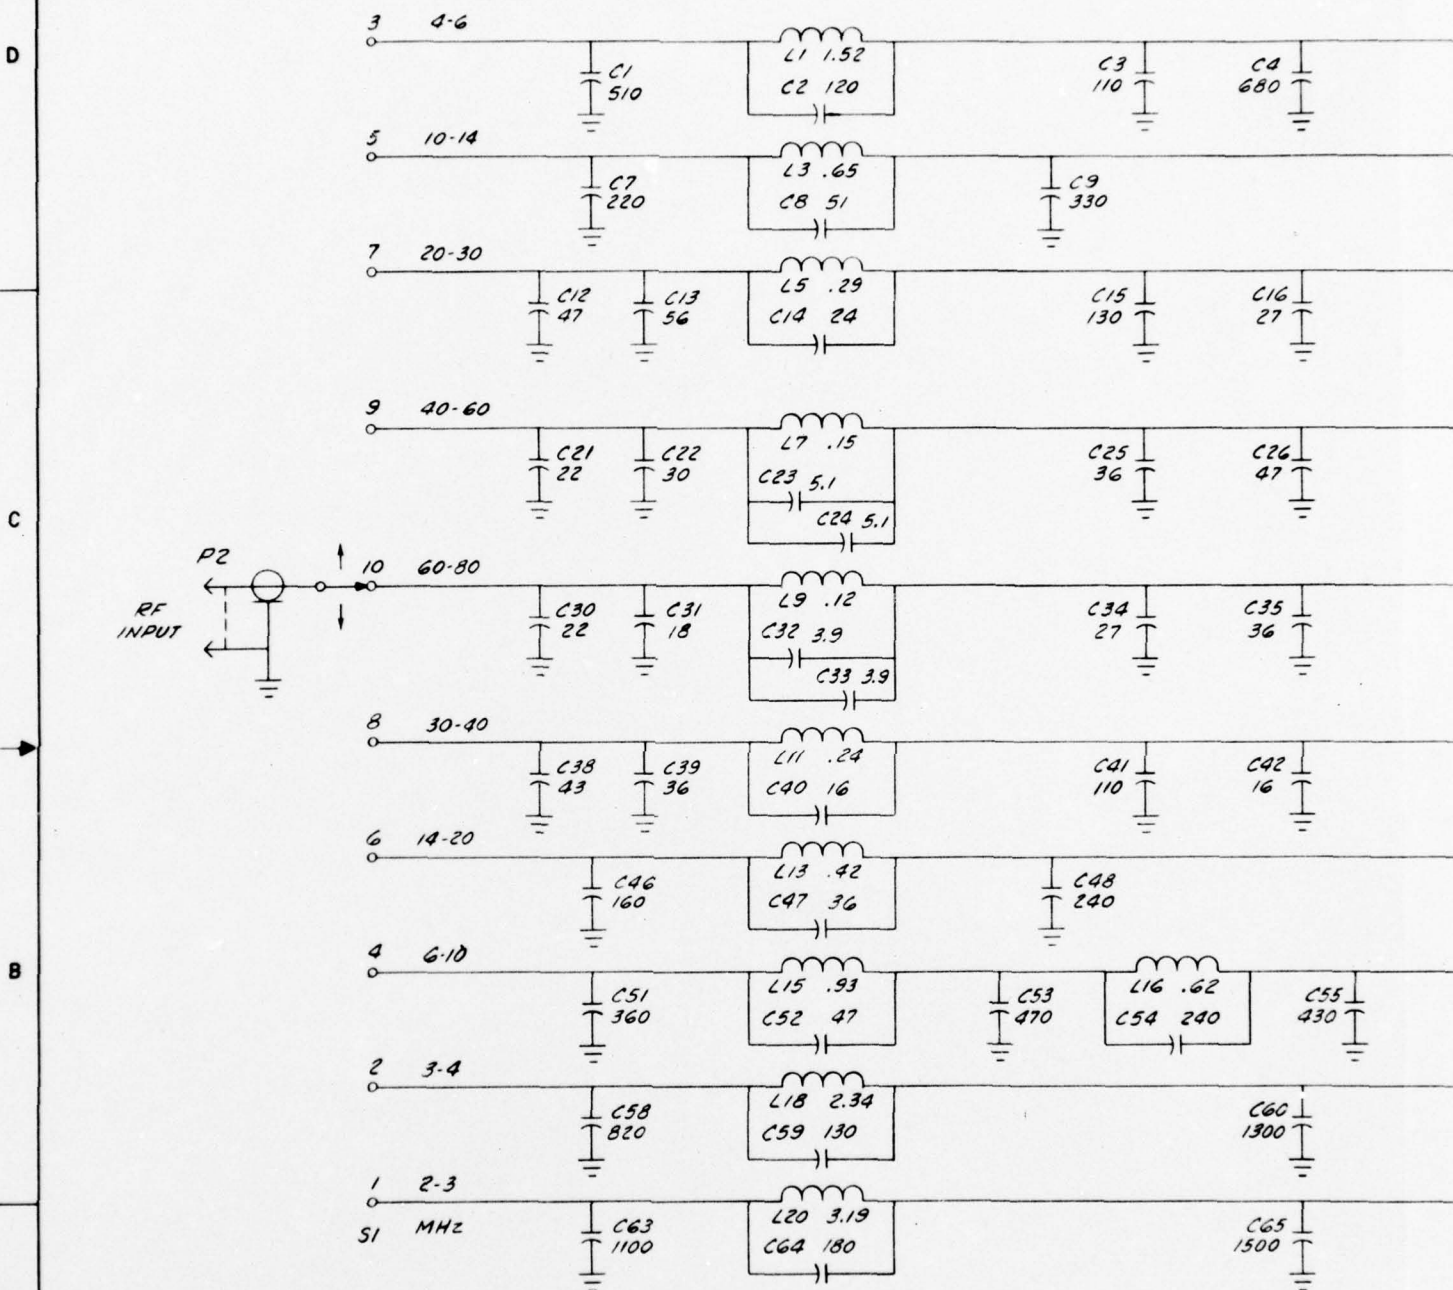 D
3 4-6
C1
510
L1 1.52
C2 120
C3
110
C4
680
5 10-14
C7
220
L3 .65
C8 51
C9
330
7 20-30
C12
47
C13
56
L5 .29
C14 24
C15
130
C16
27
9 40-60
C21
22
C22
30
L7 .15
C23 5.1
C24 5.1
C25
36
C26
47
C
P2
RF
INPUT
10 60-80
C30
22
C31
18
L9 .12
C32 3.9
C33 3.9
C34
27
C35
36
8 30-40
C38
43
C39
36
L11 .24
C40 16
C41
110
C42
16
6 14-20
C46
160
L13 .42
C47 36
C48
240
B
4 6-10
C51
360
L15 .93
C52 47
C53
470
L16 .62
C54 240
C55
430
2 3-4
C58
820
L18 2.34
C59 130
C60
1300
1 2-3
S1 MHz
C63
1100
L20 3.19
C64 180
C65
1500